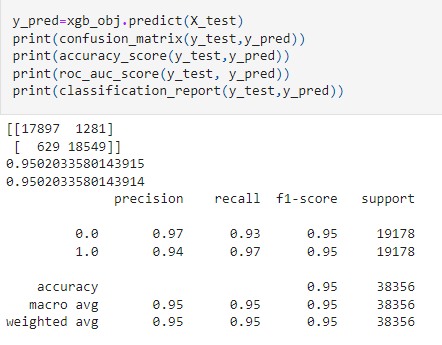 y_pred=xgb_obj.predict(X_test)
print(confusion_matrix(y_test,y_pred))
print(accuracy_score(y_test,y_pred))
print(roc_auc_score(y_test, y_pred))
print(classification_report(y_test,y_pred))
[[17897  1281]
 [  629 18549]]
0.9502033580143915
0.9502033580143914
              precision    recall  f1-score   support
         0.0       0.97      0.93      0.95     19178
         1.0       0.94      0.97      0.95     19178
    accuracy                           0.95     38356
   macro avg       0.95      0.95      0.95     38356
weighted avg       0.95      0.95      0.95     38356